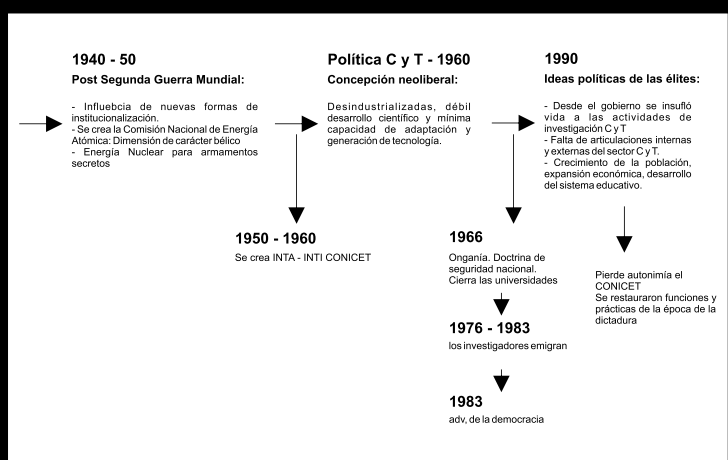 1940 - 50
Post Segunda Guerra Mundial:
- Influebcia de nuevas formas de
institucionalización.
- Se crea la Comisión Nacional de Energía
Atómica: Dimensión de carácter bélico
- Energía Nuclear para armamentos
secretos
1950 - 1960
Se crea INTA - INTI CONICET
Política C y T - 1960
Concepción neoliberal:
Desindustrializadas, débil
desarrollo científico y mínima
capacidad de adaptación y
generación de tecnología.
1966
Onganía. Doctrina de
seguridad nacional.
Cierra las universidades
1976 - 1983
los investigadores emigran
1983
adv, de la democracia
1990
Ideas políticas de las élites:
- Desde el gobierno se insufló
vida a las actividades de
investigación C y T
- Falta de articulaciones internas
y externas del sector C y T.
- Crecimiento de la población,
expansión económica, desarrollo
del sistema educativo.
Pierde autonimía el
CONICET
Se restauraron funciones y
prácticas de la época de la
dictadura